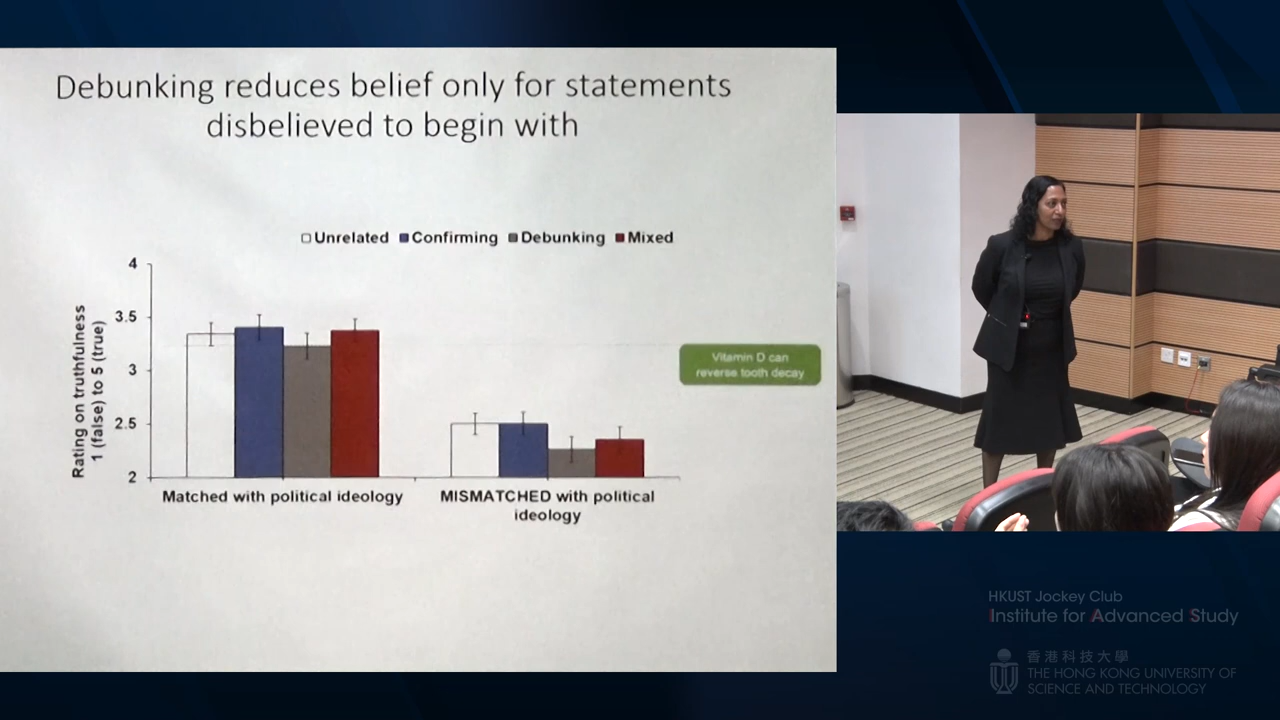 Debunking reduces belief only for statements
disbelieved to begin with
Unrelated Confirming Debunking Mixed
Rating on truthfulness
1 (false) to 5 (true)
4
3.5
3
2.5
2
Matched with political ideology
MISMATCHED with political
ideology
Vitamin D can
reverse tooth decay
HKUST Jockey Club
Institute for Advanced Study
香港科技大學
THE HONG KONG UNIVERSITY OF
SCIENCE AND TECHNOLOGY